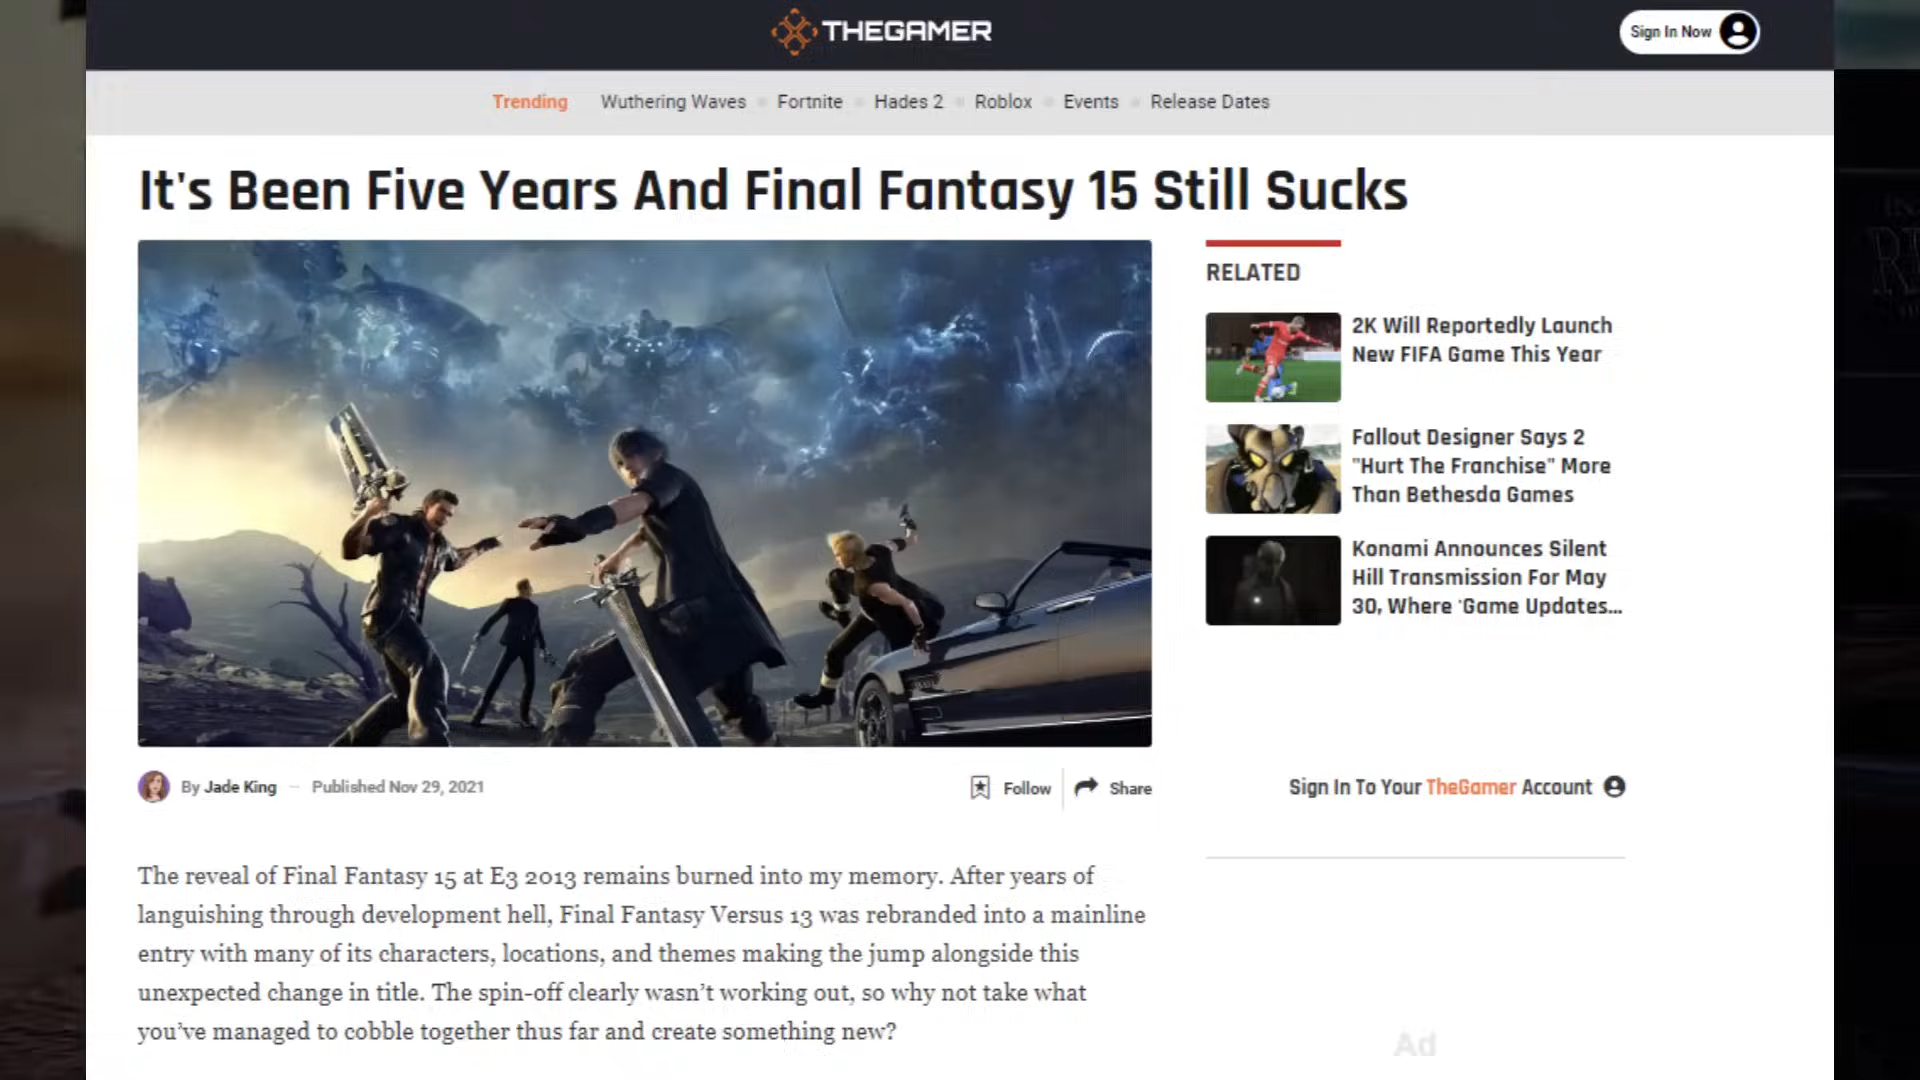 THEGAMER
Sign In Now
Trending Wuthering Waves Fortnite Hades 2 Roblox Events Release Dates
It's Been Five Years And Final Fantasy 15 Still Sucks
RELATED
2K Will Reportedly Launch
New FIFA Game This Year
Fallout Designer Says 2
"Hurt The Franchise" More
Than Bethesda Games
Konami Announces Silent
Hill Transmission For May
30, Where 'Game Updates...
By Jade King — Published Nov 29, 2021
Follow
Share
Sign In To Your TheGamer Account
The reveal of Final Fantasy 15 at E3 2013 remains burned into my memory. After years of
languishing through development hell, Final Fantasy Versus 13 was rebranded into a mainline
entry with many of its characters, locations, and themes making the jump alongside this
unexpected change in title. The spin-off clearly wasn’t working out, so why not take what
you’ve managed to cobble together thus far and create something new?
Ad